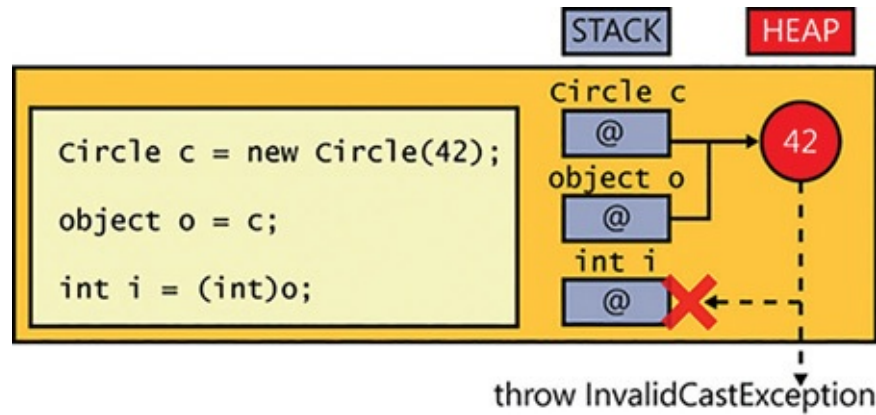 STACK HEAP
Circle c
@
42
Circle c = new Circle(42);
object o
@
object o = c;
int i
@
int i = (int)o;
throw InvalidCastException